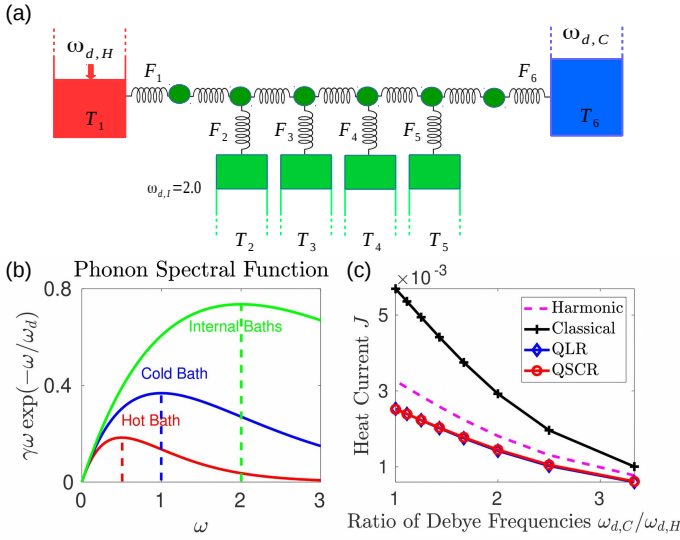 (a)
ω_{d,H}
ω_{d,C}
F_1
F_6
T_1
T_6
F_2
F_3
F_4
F_5
ω_{d,I}=2.0
T_2
T_3
T_4
T_5
(b)
Phonon Spectral Function
0.8
0.4
0
γω exp(−ω/ω_d)
Internal Baths
Cold Bath
Hot Bath
0
1
2
3
ω
(c)
×10^{-3}
5
3
1
Heat Current J
Harmonic
Classical
QLR
QSCR
1
2
3
Ratio of Debye Frequencies ω_{d,C}/ω_{d,H}